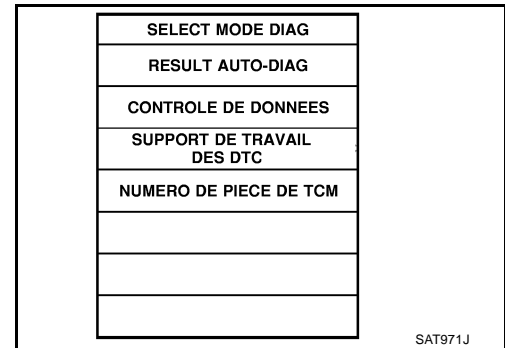 SELECT MODE DIAG
RESULT AUTO-DIAG
CONTROLE DE DONNEES
SUPPORT DE TRAVAIL
DES DTC
NUMERO DE PIECE DE TCM
SAT971J